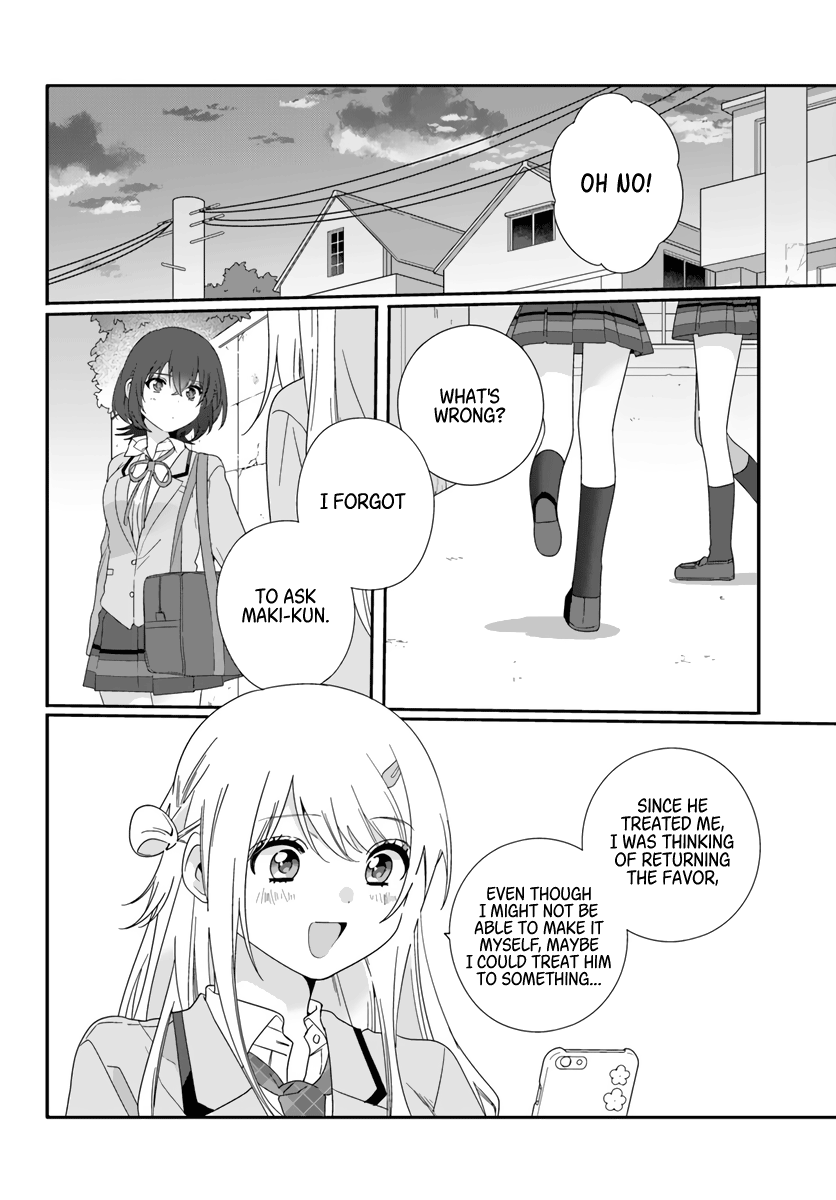 OH NO!
WHAT'S
WRONG?
I FORGOT
TO ASK
MAKI-KUN.
SINCE HE
TREATED ME,
I WAS THINKING
OF RETURNING
THE FAVOR,
EVEN THOUGH
I MIGHT NOT BE
ABLE TO MAKE IT
MYSELF, MAYBE
I COULD TREAT HIM
TO SOMETHING...